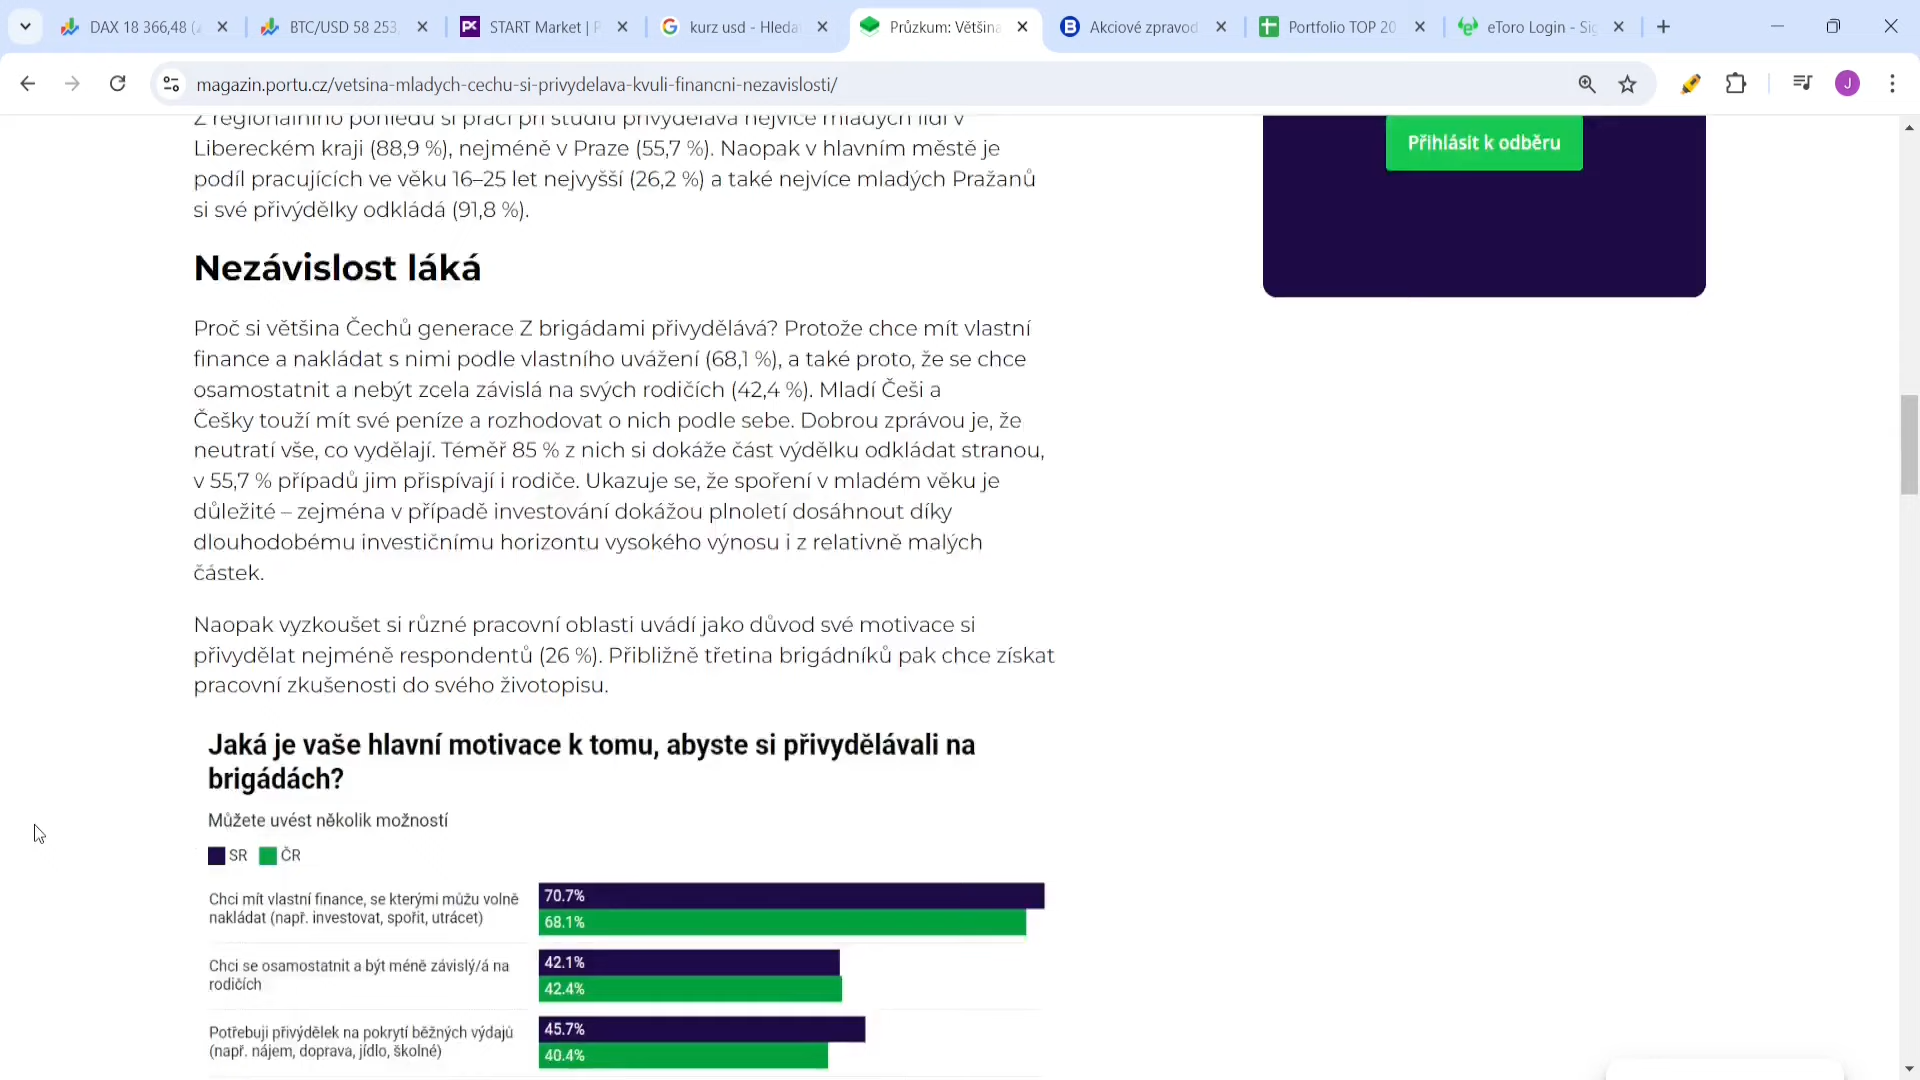 DAX 18 366,48 (
BTC/USD 58 253,
START Market | P
kurz usd - Hleda
Průzkum: Většina
Akciové zpravod
Portfolio TOP 20
eToro Login - Sig
magazin.portu.cz/vetsina-mladych-cechu-si-privydelava-kvuli-financni-nezavislosti/
J
Z regionálního pohledu si prací při studiu přivydělává nejvíce mladých lidí v
Libereckém kraji (88,9 %), nejméně v Praze (55,7 %). Naopak v hlavním městě je
podíl pracujících ve věku 16–25 let nejvyšší (26,2 %) a také nejvíce mladých Pražanů
si své přivýdělky odkládá (91,8 %).
Přihlásit k odběru
Nezávislost láká
Proč si většina Čechů generace Z brigádami přivydělává? Protože chce mít vlastní
finance a nakládat s nimi podle vlastního uvážení (68,1 %), a také proto, že se chce
osamostatnit a nebýt zcela závislá na svých rodičích (42,4 %). Mladí Češi a
Češky touží mít své peníze a rozhodovat o nich podle sebe. Dobrou zprávou je, že
neutratí vše, co vydělají. Téměř 85 % z nich si dokáže část výdělku odkládat stranou,
v 55,7 % případů jim přispívají i rodiče. Ukazuje se, že spoření v mladém věku je
důležité – zejména v případě investování dokážou plnoletí dosáhnout díky
dlouhodobému investičnímu horizontu vysokého výnosu i z relativně malých
částek.
Naopak vyzkoušet si různé pracovní oblasti uvádí jako důvod své motivace si
přivydělat nejméně respondentů (26 %). Přibližně třetina brigádníků pak chce získat
pracovní zkušenosti do svého životopisu.
Jaká je vaše hlavní motivace k tomu, abyste si přivydělávali na
brigádách?
Můžete uvést několik možností
SR ČR
Chci mít vlastní finance, se kterými můžu volně
nakládat (např. investovat, spořit, utrácet)
70.7%
68.1%
Chci se osamostatnit a být méně závislý/á na
rodičích
42.1%
42.4%
Potřebuji přivýdělek na pokrytí běžných výdajů
(např. nájem, doprava, jídlo, školné)
45.7%
40.4%